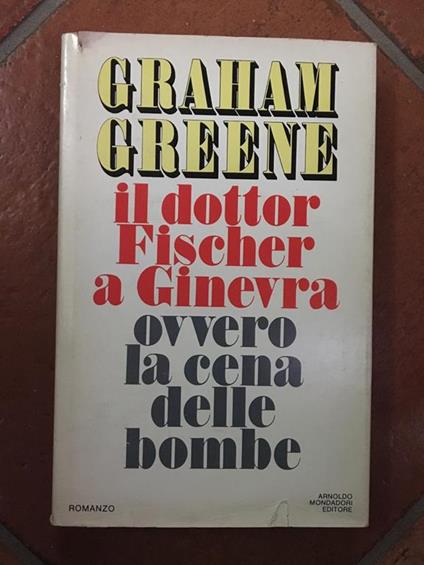 GRAHAM
GREENE
il dottor
Fischer
a Ginevra
ovvero
la cena
delle
bombe
ROMANZO
ARNOLDO
MONDADORI
EDITORE